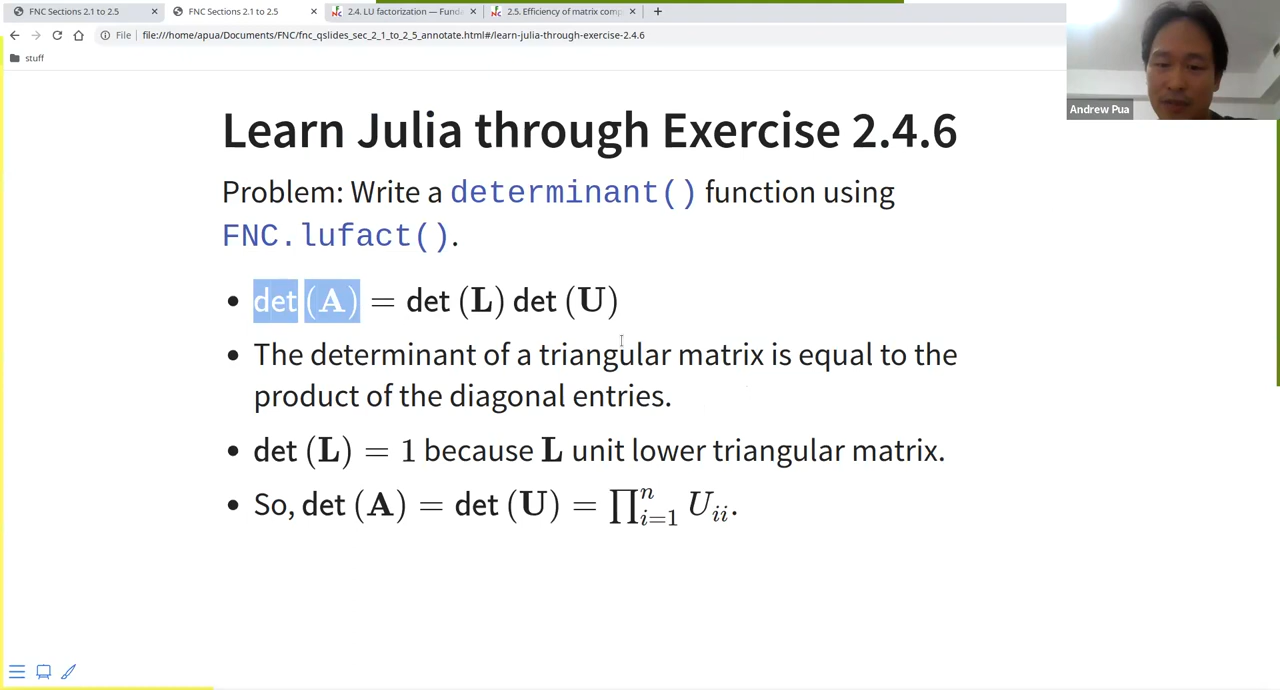 FNC Sections 2.1 to 2.5
FNC Sections 2.1 to 2.5
2.4. LU factorization — Fund
2.5. Efficiency of matrix comp
File
file:///home/apua/Documents/FNC/fnc_qslides_sec_2_1_to_2_5_annotate.html#/learn-julia-through-exercise-2.4.6
stuff
Andrew Pua
Learn Julia through Exercise 2.4.6
Problem: Write a determinant() function using
FNC.lufact().
• det (A) = det (L) det (U)
• The determinant of a triangular matrix is equal to the
product of the diagonal entries.
• det (L) = 1 because L unit lower triangular matrix.
• So, det (A) = det (U) = ∏ⁿᵢ₌₁ Uᵢᵢ.